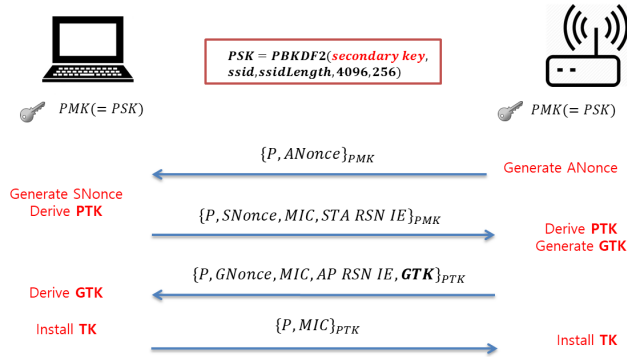 PSK = PBKDF2(secondary key,
ssid,ssidLength,4096,256)
PMK(= PSK)
PMK(= PSK)
{P, ANonce}PMK
Generate ANonce
Generate SNonce
Derive PTK
{P, SNonce, MIC, STA RSN IE}PMK
Derive PTK
Generate GTK
{P, GNonce, MIC, AP RSN IE, GTK}PTK
Derive GTK
Install TK
{P, MIC}PTK
Install TK